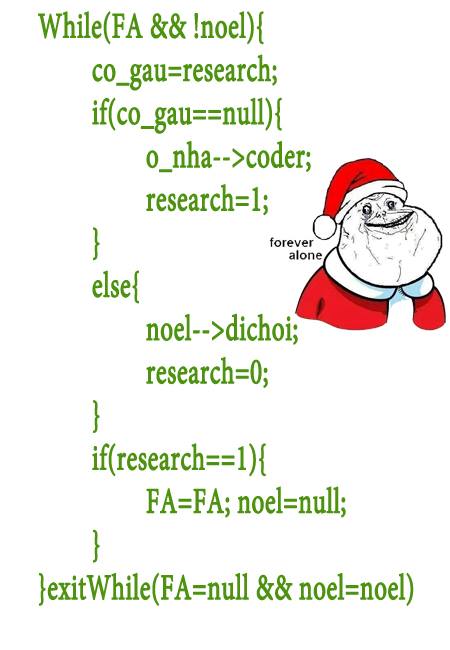 While(FA && !noel){
co_gau=research;
if(co_gau==null){
o_nha-->coder;
research=1;
}
else{
noel-->dichoi;
research=0;
}
if(research==1){
FA=FA; noel=null;
}
}exitWhile(FA=null && noel=noel)
forever
alone